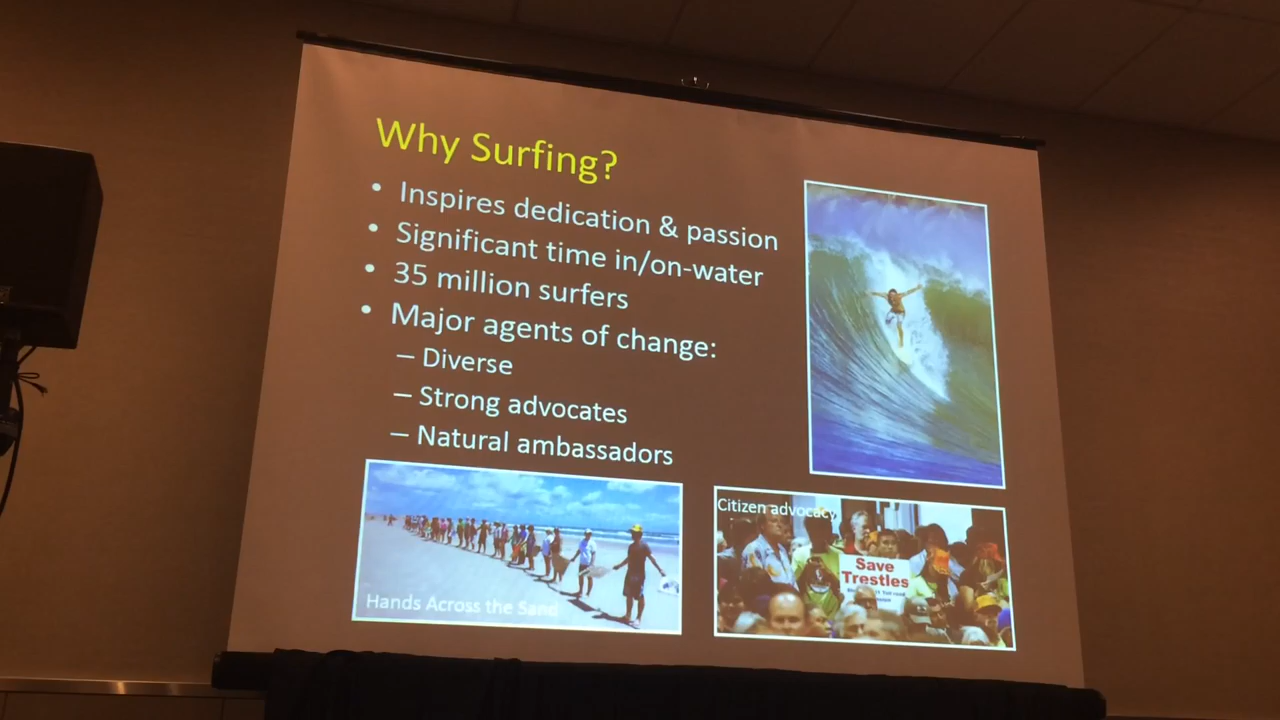 Why Surfing?
• Inspires dedication & passion
• Significant time in/on-water
• 35 million surfers
• Major agents of change:
– Diverse
– Strong advocates
– Natural ambassadors
Hands Across the Sand
Citizen advocacy
Save
Trestles